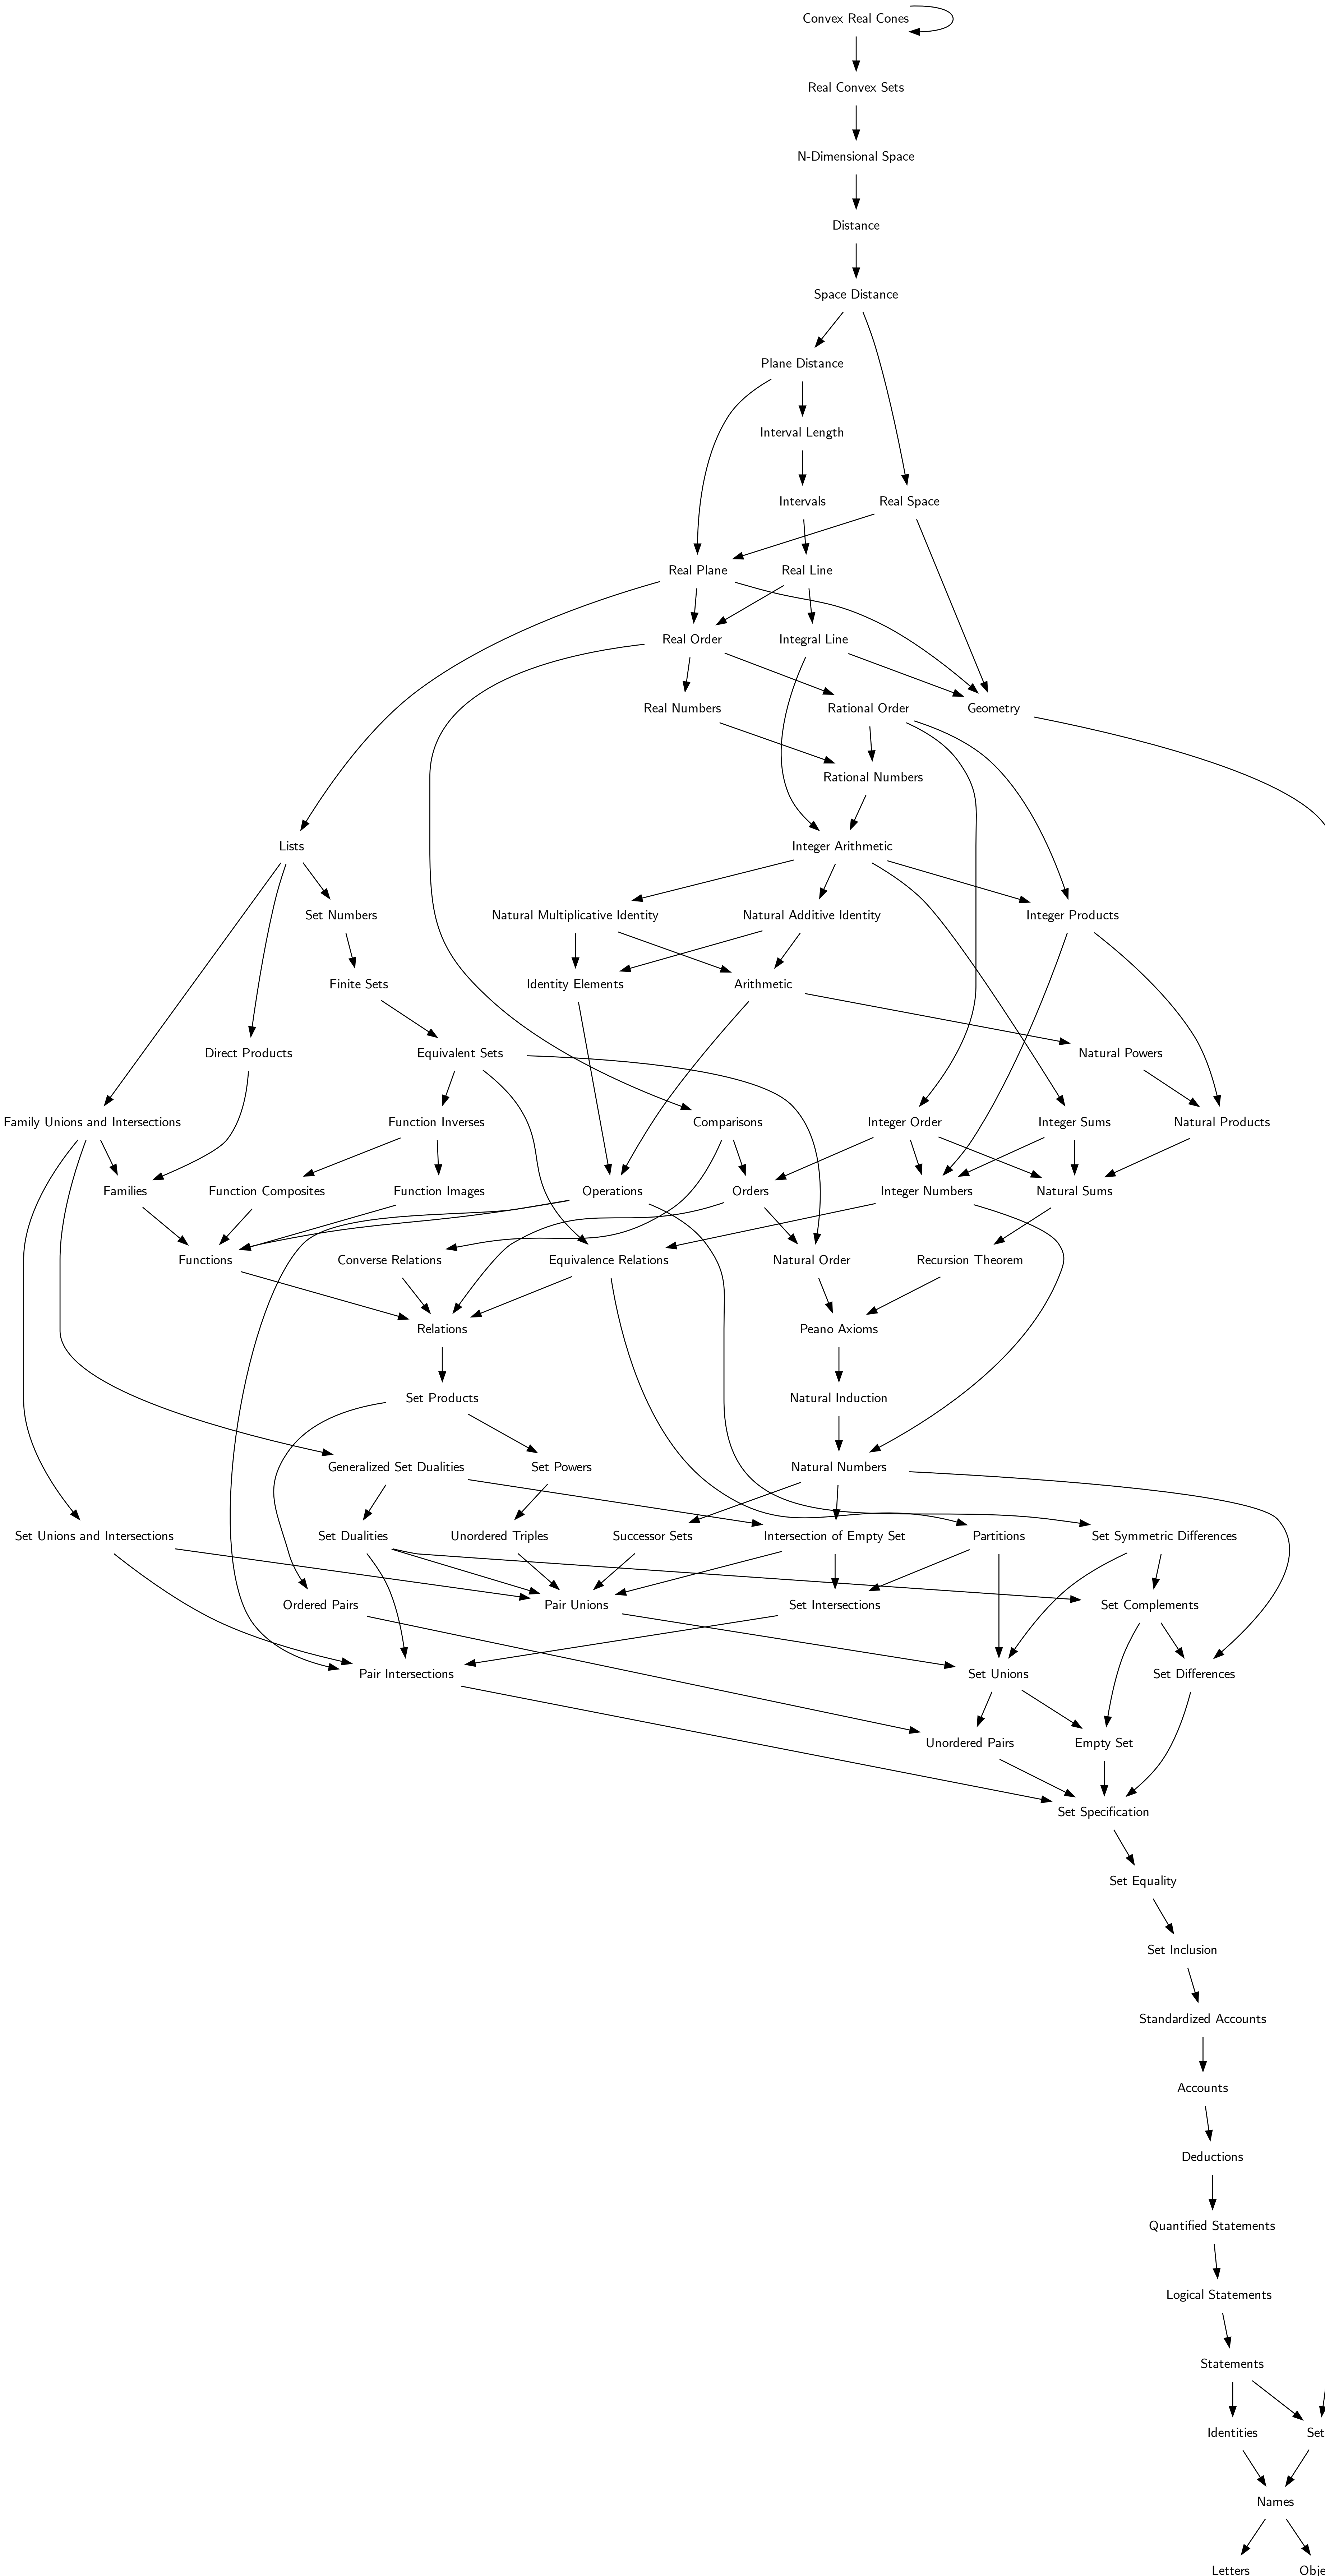 Convex Real Cones
Real Convex Sets
N-Dimensional Space
Distance
Space Distance
Plane Distance
Interval Length
Intervals
Real Space
Real Plane
Real Line
Real Order
Integral Line
Real Numbers
Rational Order
Geometry
Rational Numbers
Lists
Integer Arithmetic
Set Numbers
Natural Multiplicative Identity
Natural Additive Identity
Integer Products
Finite Sets
Identity Elements
Arithmetic
Direct Products
Equivalent Sets
Natural Powers
Family Unions and Intersections
Function Inverses
Comparisons
Integer Order
Integer Sums
Natural Products
Families
Function Composites
Function Images
Operations
Orders
Integer Numbers
Natural Sums
Functions
Converse Relations
Equivalence Relations
Natural Order
Recursion Theorem
Relations
Peano Axioms
Set Products
Natural Induction
Generalized Set Dualities
Set Powers
Natural Numbers
Set Unions and Intersections
Set Dualities
Unordered Triples
Successor Sets
Intersection of Empty Set
Partitions
Set Symmetric Differences
Ordered Pairs
Pair Unions
Set Intersections
Set Complements
Pair Intersections
Set Unions
Set Differences
Unordered Pairs
Empty Set
Set Specification
Set Equality
Set Inclusion
Standardized Accounts
Accounts
Deductions
Quantified Statements
Logical Statements
Statements
Identities
Set
Names
Letters
Obje